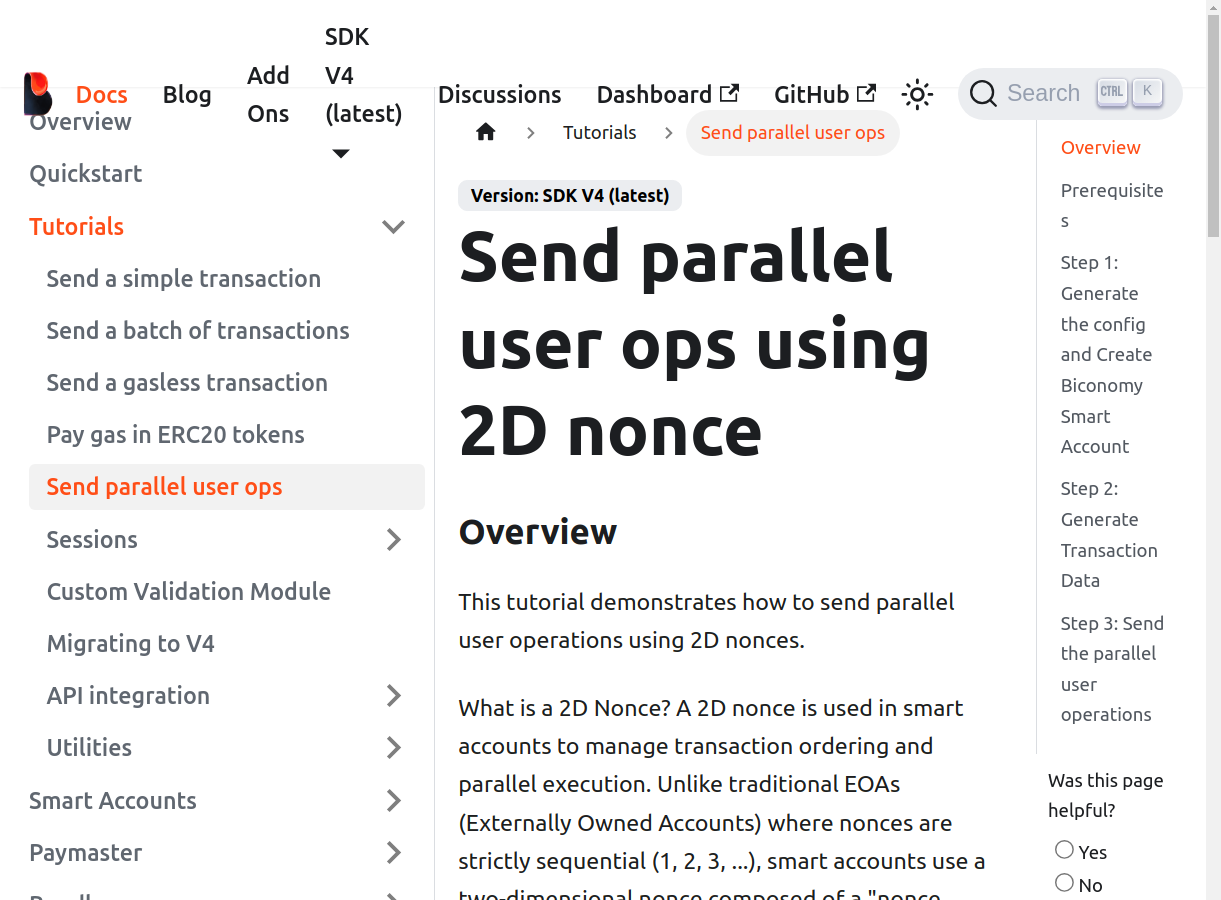 Docs
Blog
Add
Ons
SDK
V4
(latest)
Discussions
Dashboard
GitHub
Search
CTRL
K
Overview
Quickstart
Tutorials
Send a simple transaction
Send a batch of transactions
Send a gasless transaction
Pay gas in ERC20 tokens
Send parallel user ops
Sessions
Custom Validation Module
Migrating to V4
API integration
Utilities
Smart Accounts
Paymaster
Tutorials
Send parallel user ops
Version: SDK V4 (latest)
Send parallel
user ops using
2D nonce
Overview
This tutorial demonstrates how to send parallel
user operations using 2D nonces.
What is a 2D Nonce? A 2D nonce is used in smart
accounts to manage transaction ordering and
parallel execution. Unlike traditional EOAs
(Externally Owned Accounts) where nonces are
strictly sequential (1, 2, 3, ...), smart accounts use a
two-dimensional nonce composed of a "nonce
Overview
Prerequisite
s
Step 1:
Generate
the config
and Create
Biconomy
Smart
Account
Step 2:
Generate
Transaction
Data
Step 3: Send
the parallel
user
operations
Was this page
helpful?
Yes
No